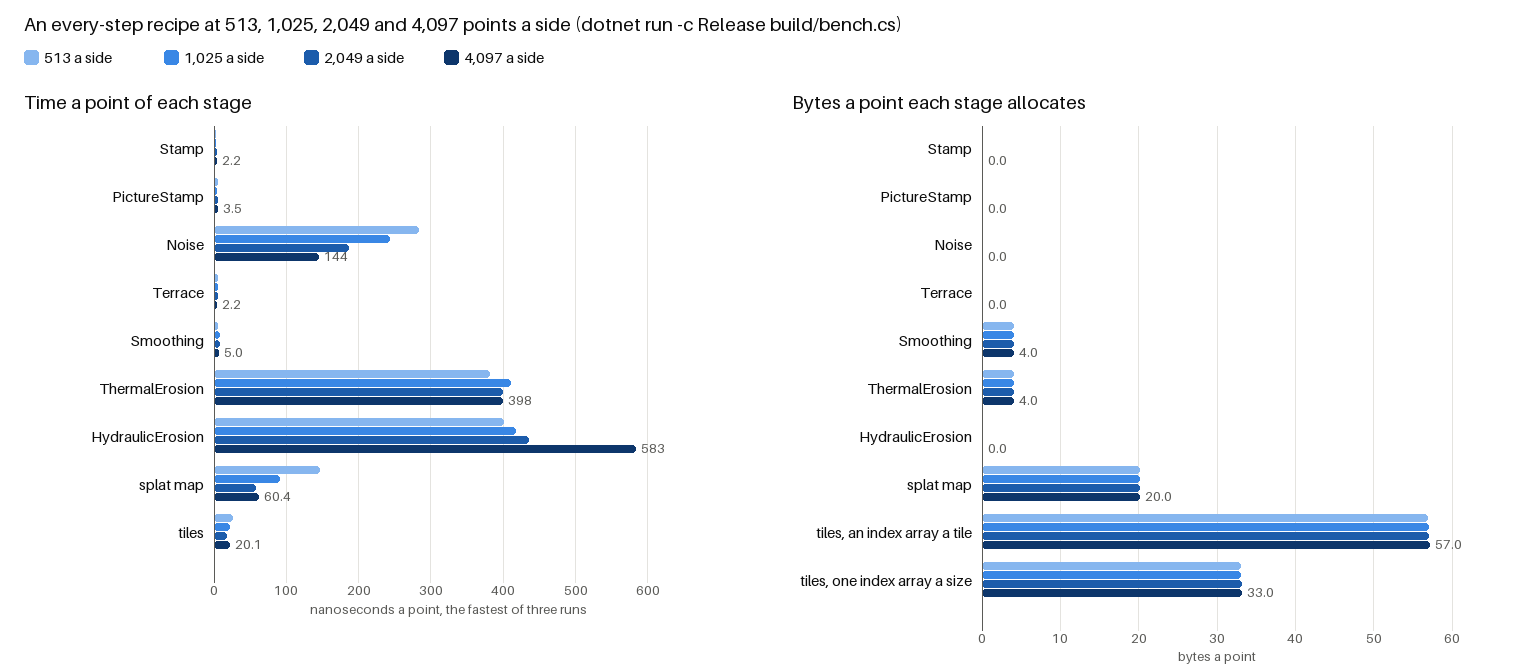 An every-step recipe at 513, 1,025, 2,049 and 4,097 points a side (dotnet run -c Release build/bench.cs)
513 a side
1,025 a side
2,049 a side
4,097 a side
Time a point of each stage
Stamp
2.2
PictureStamp
3.5
Noise
144
Terrace
2.2
Smoothing
5.0
ThermalErosion
398
HydraulicErosion
583
splat map
60.4
tiles
20.1
0 100 200 300 400 500 600
nanoseconds a point, the fastest of three runs
Bytes a point each stage allocates
Stamp
0.0
PictureStamp
0.0
Noise
0.0
Terrace
0.0
Smoothing
4.0
ThermalErosion
4.0
HydraulicErosion
0.0
splat map
20.0
tiles, an index array a tile
57.0
tiles, one index array a size
33.0
0 10 20 30 40 50 60
bytes a point